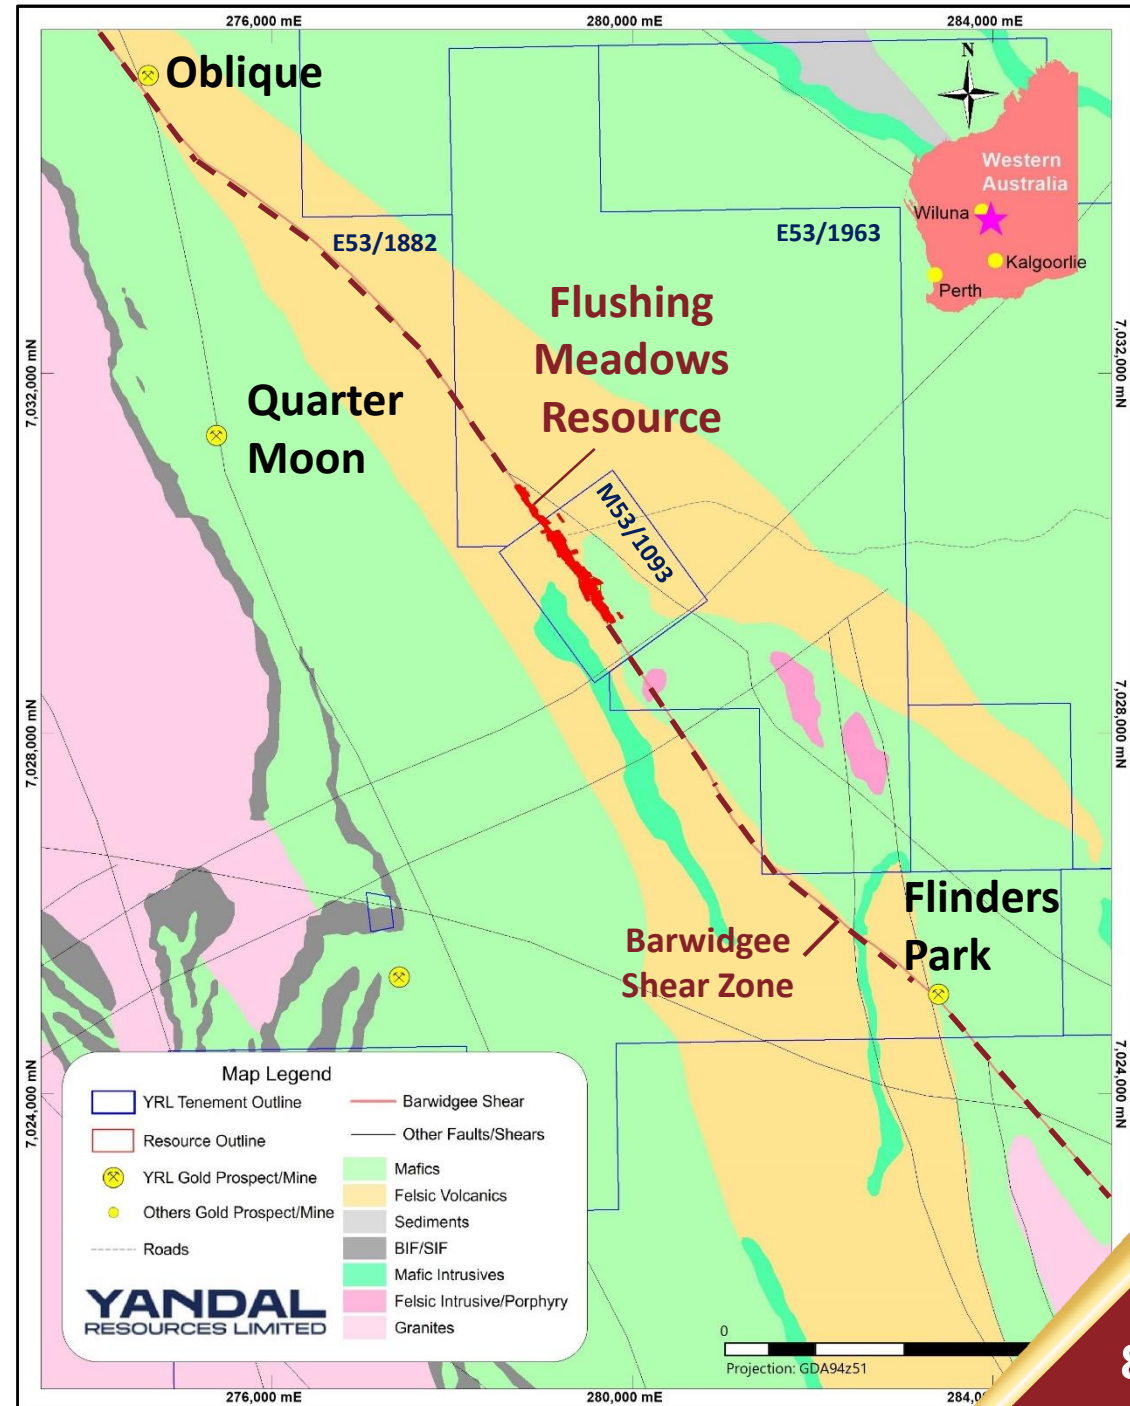 276,000 mE
280,000 mE
284,000 mE
Oblique
N
Western
Australia
Wiluna
Kalgoorlie
Perth
E53/1882
E53/1963
Flushing
Meadows
Resource
7,032,000 mN
7,032,000 mN
Quarter
Moon
M53/1093
7,028,000 mN
7,028,000 mN
Flinders
Park
Barwidgee
Shear Zone
7,024,000 mN
7,024,000 mN
Map Legend
YRL Tenement Outline
Resource Outline
YRL Gold Prospect/Mine
Others Gold Prospect/Mine
Roads
Barwidgee Shear
Other Faults/Shears
Mafics
Felsic Volcanics
Sediments
BIF/SIF
Mafic Intrusives
Felsic Intrusive/Porphyry
Granites
YANDAL
RESOURCES LIMITED
0
Projection: GDA94z51
276,000 mE
280,000 mE
284,0
8